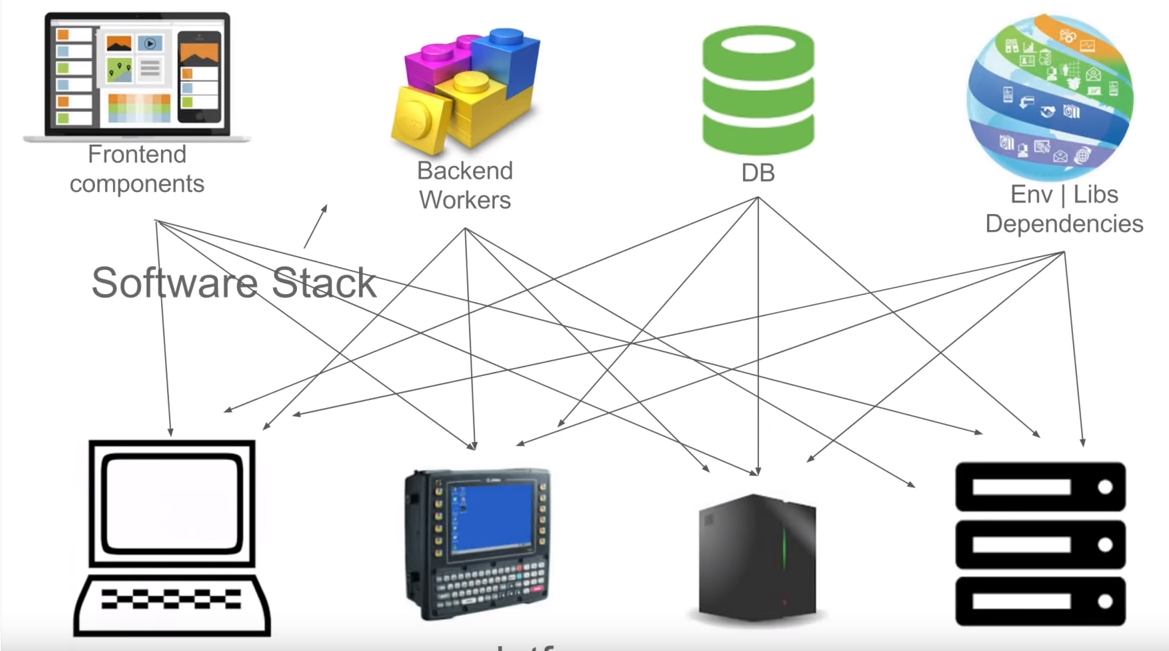 Frontend
components
Backend
Workers
DB
Env | Libs
Dependencies
Software Stack